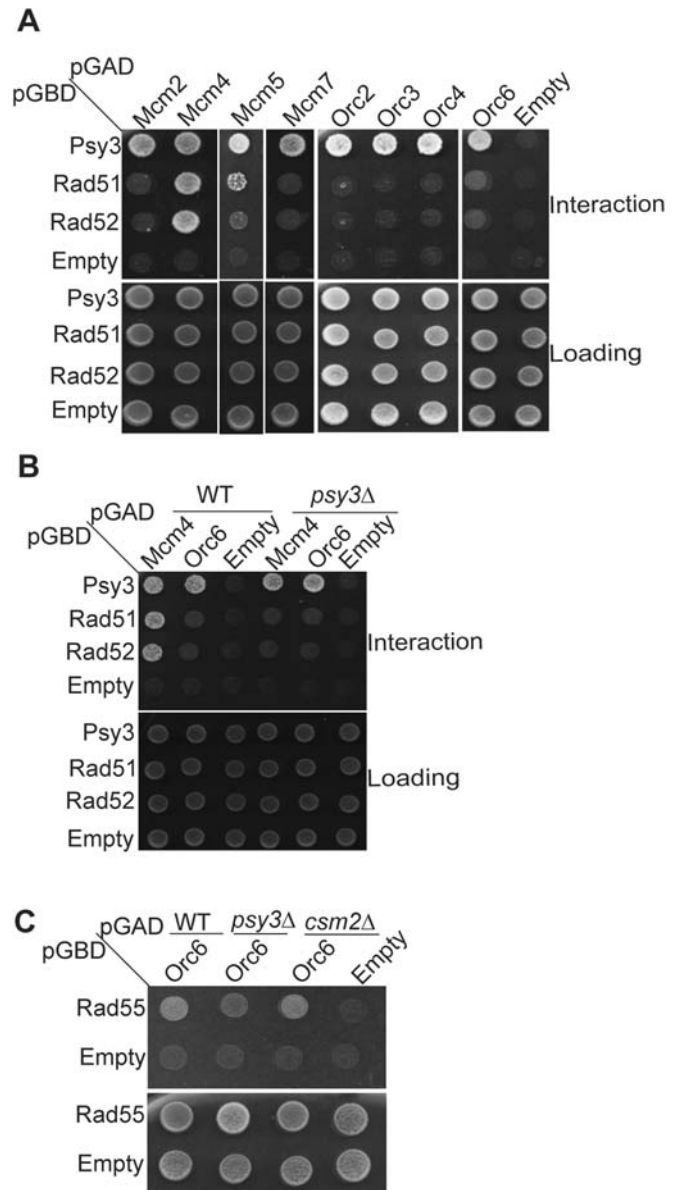 A
pGAD
pGBD
Mcm2 Mcm4 Mcm5 Mcm7 Orc2 Orc3 Orc4 Orc6 Empty
Psy3
Rad51
Rad52
Empty
Interaction
Psy3
Rad51
Rad52
Empty
Loading
B
WT psy3Δ
pGAD
pGBD
Mcm4 Orc6 Empty Mcm4 Orc6 Empty
Psy3
Rad51
Rad52
Empty
Interaction
Psy3
Rad51
Rad52
Empty
Loading
C
pGAD WT psy3Δ csm2Δ
pGBD
Orc6 Orc6 Orc6 Empty
Rad55
Empty
Rad55
Empty